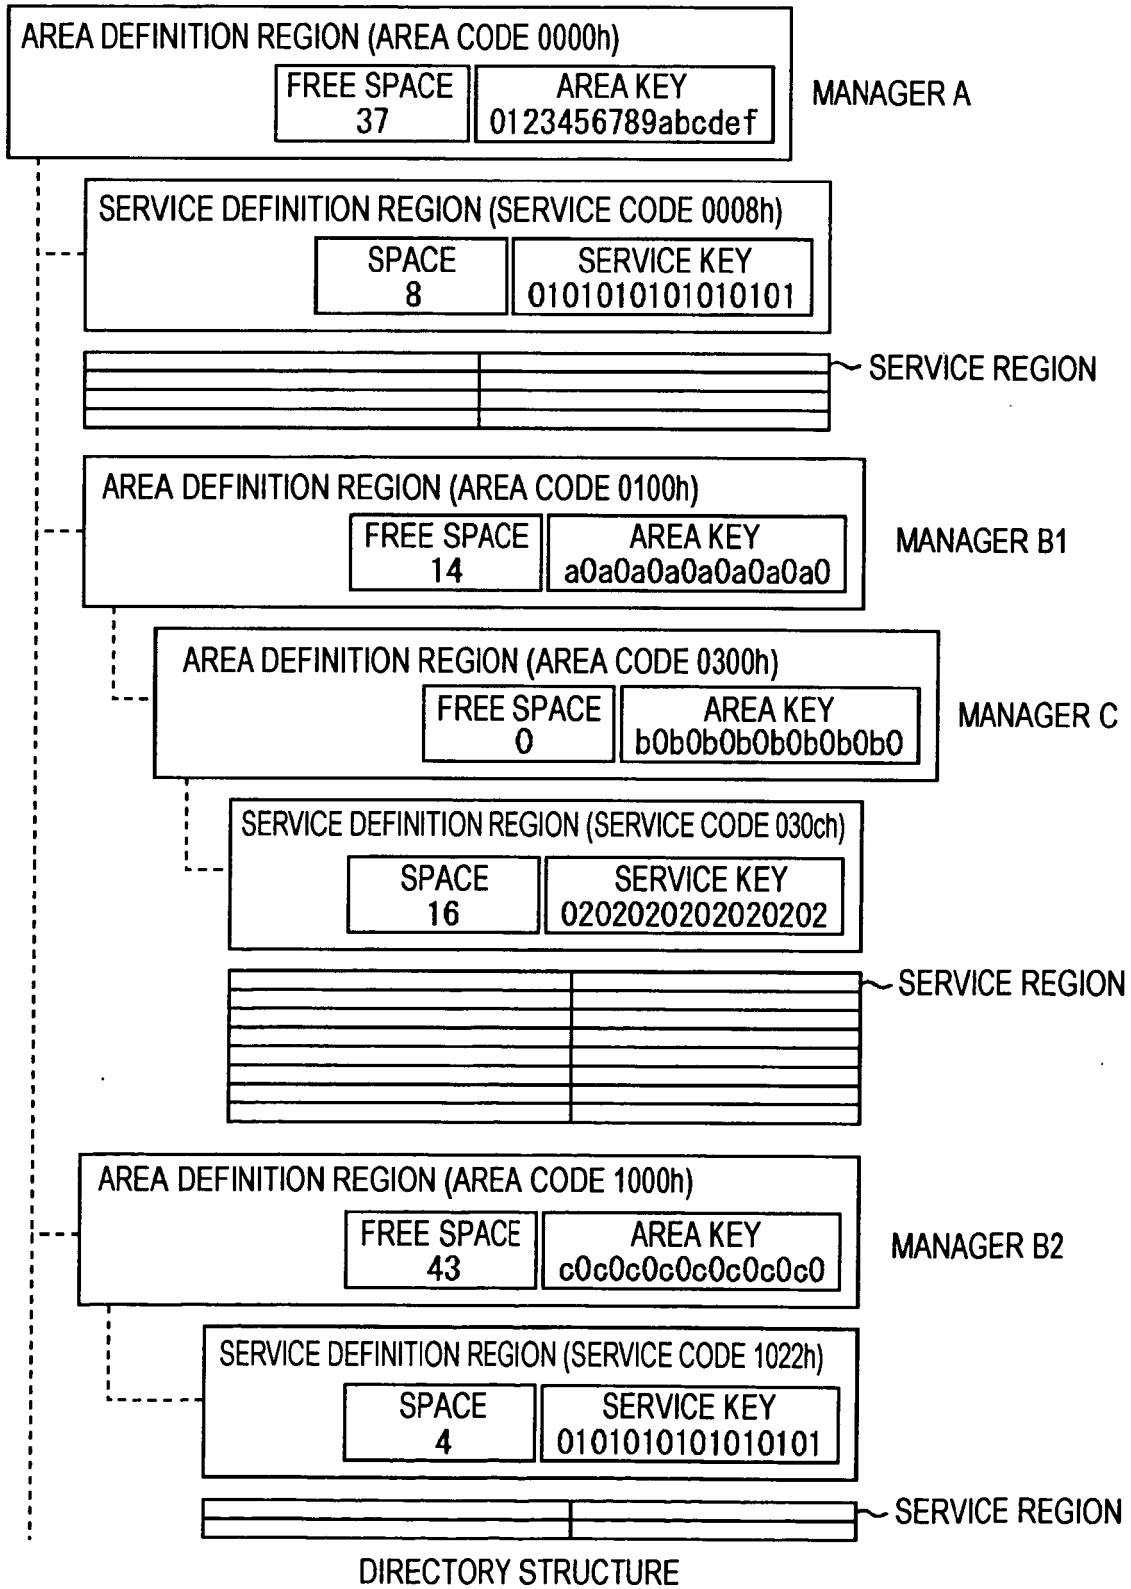 AREA DEFINITION REGION (AREA CODE 0000h)
FREE SPACE
37
AREA KEY
0123456789abcdef
MANAGER A
SERVICE DEFINITION REGION (SERVICE CODE 0008h)
SPACE
8
SERVICE KEY
0101010101010101
SERVICE REGION
AREA DEFINITION REGION (AREA CODE 0100h)
FREE SPACE
14
AREA KEY
a0a0a0a0a0a0a0a0
MANAGER B1
AREA DEFINITION REGION (AREA CODE 0300h)
FREE SPACE
0
AREA KEY
b0b0b0b0b0b0b0b0
MANAGER C
SERVICE DEFINITION REGION (SERVICE CODE 030ch)
SPACE
16
SERVICE KEY
0202020202020202
SERVICE REGION
AREA DEFINITION REGION (AREA CODE 1000h)
FREE SPACE
43
AREA KEY
c0c0c0c0c0c0c0c0
MANAGER B2
SERVICE DEFINITION REGION (SERVICE CODE 1022h)
SPACE
4
SERVICE KEY
0101010101010101
SERVICE REGION
DIRECTORY STRUCTURE